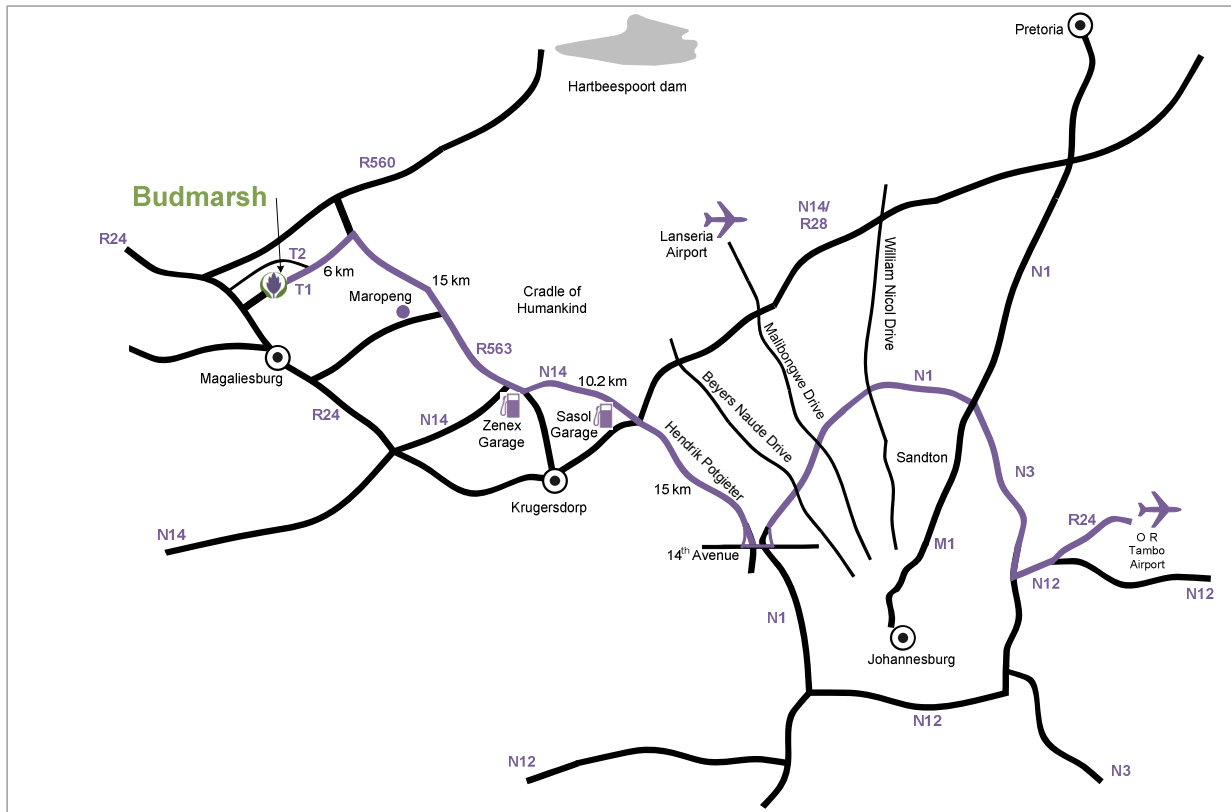 Pretoria
Hartbeespoort dam
R560
Budmarsh
N14/
R28
Lanseria
Airport
R24
T2
6 km
William Nicol Drive
N1
T1
15 km
Maropeng
Cradle of
Humankind
Malibongwe Drive
R563
Magaliesburg
N14
10.2 km
Beyers Naude Drive
N1
R24
N14
Zenex
Garage
Sasol
Garage
Hendrik Potgieter
Sandton
N3
15 km
Krugersdorp
R24
N14
14th Avenue
M1
O R
Tambo
Airport
N12
N12
N1
Johannesburg
N12
N12
N3